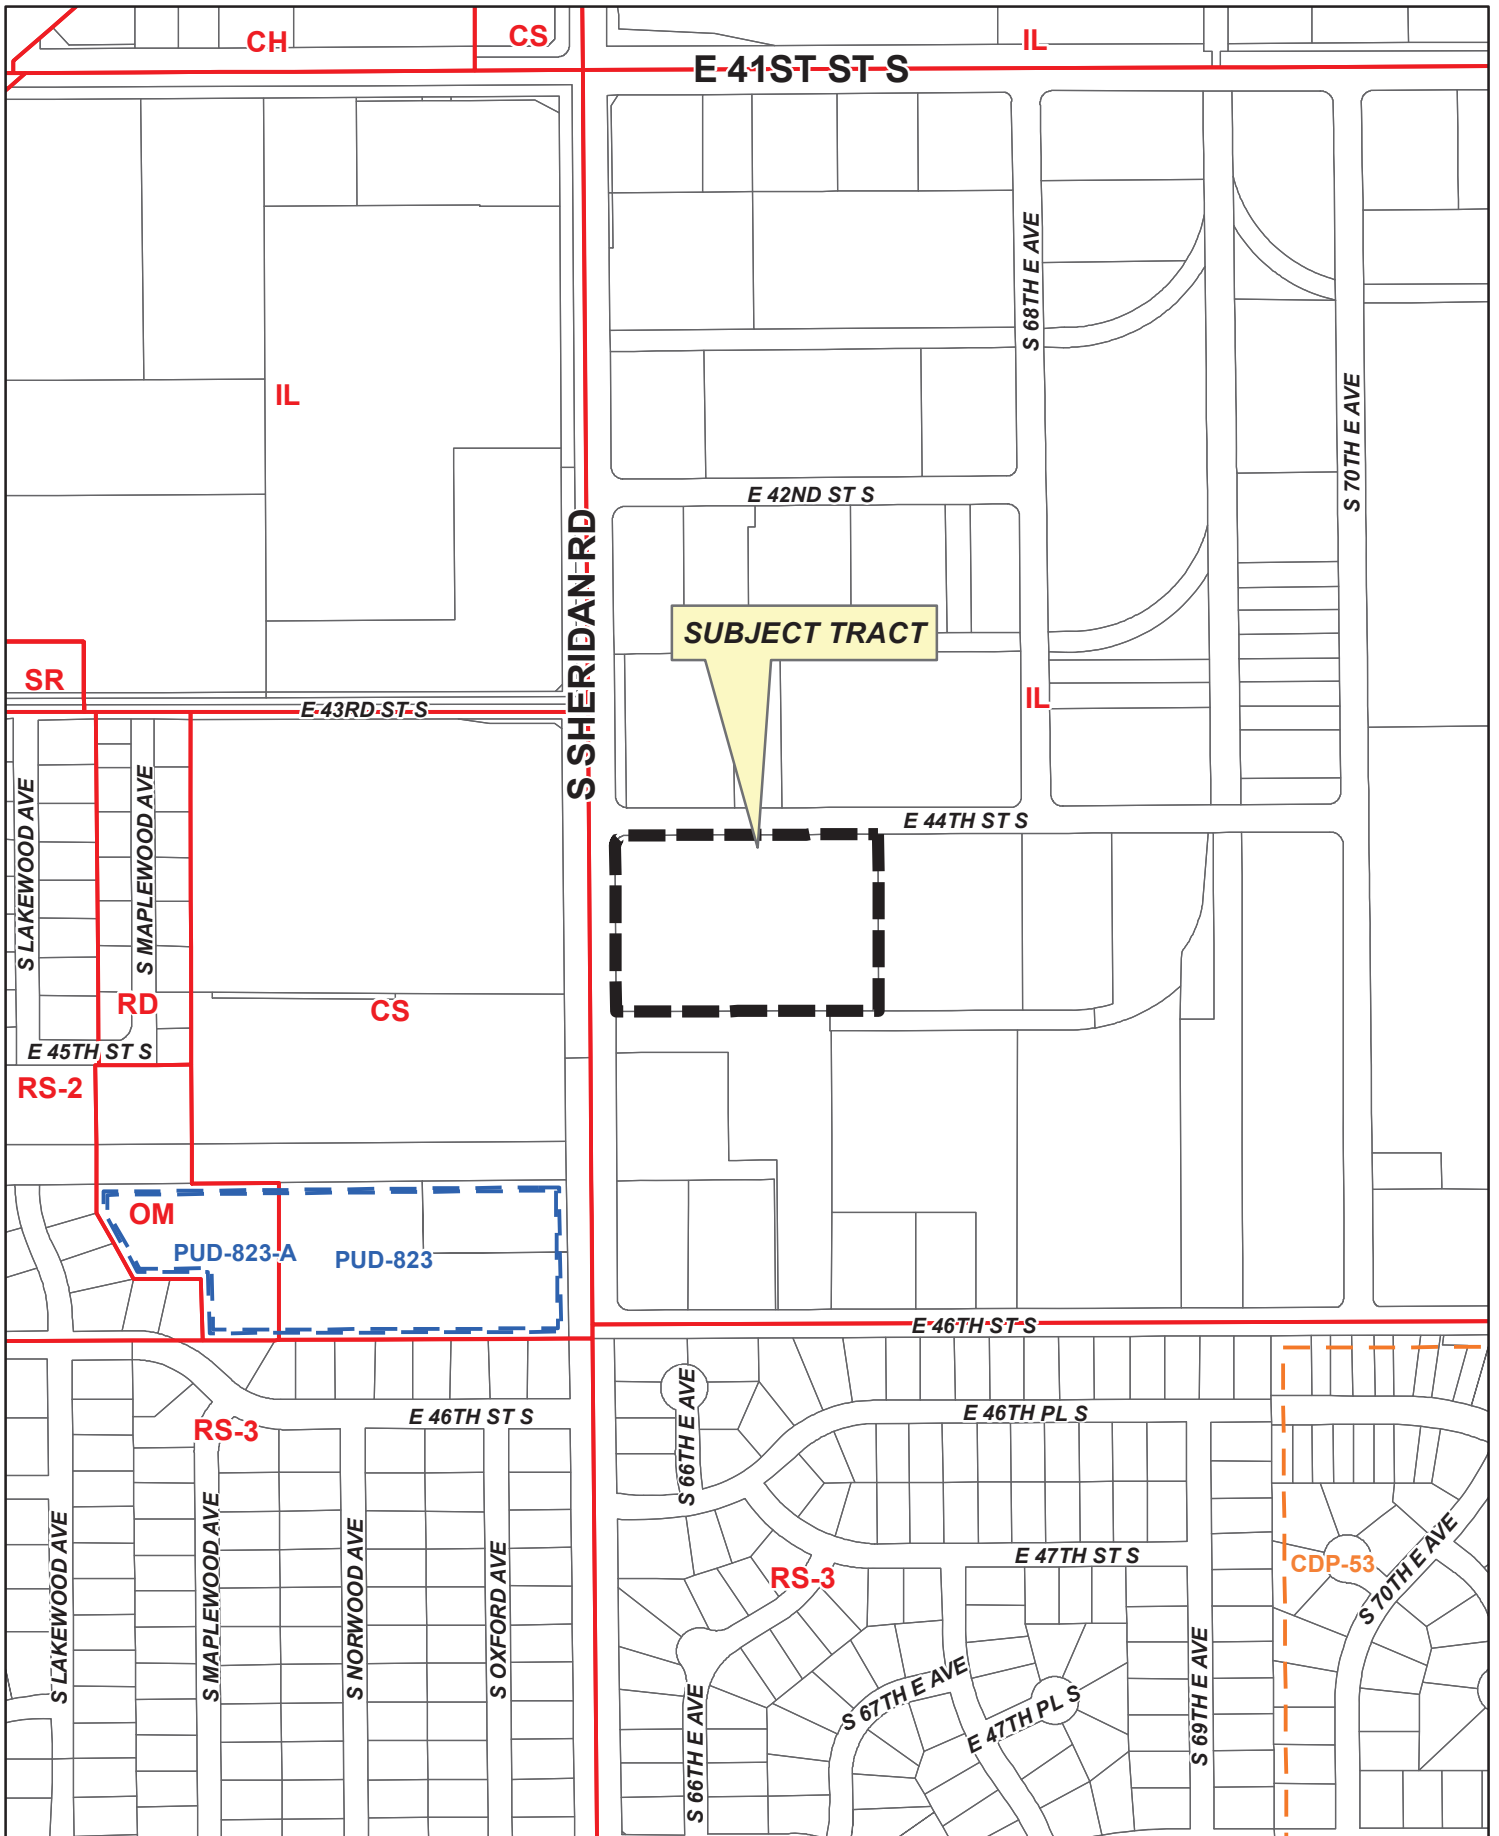 CH
CS
IL
E 41ST ST S
S 68TH E AVE
IL
S 70TH E AVE
E 42ND ST S
S SHERIDAN RD
SUBJECT TRACT
SR
IL
E 43RD ST S
S LAKEWOOD AVE
S MAPLEWOOD AVE
E 44TH ST S
RD
CS
E 45TH ST S
RS-2
OM
PUD-823-A
PUD-823
E 46TH ST S
S 66TH E AVE
E 46TH PL S
E 46TH ST S
RS-3
S LAKEWOOD AVE
S MAPLEWOOD AVE
S NORWOOD AVE
S OXFORD AVE
E 47TH ST S
CDP-53
S 70TH E AVE
RS-3
S 67TH E AVE
E 47TH PL S
S 69TH E AVE
S 66TH E AVE